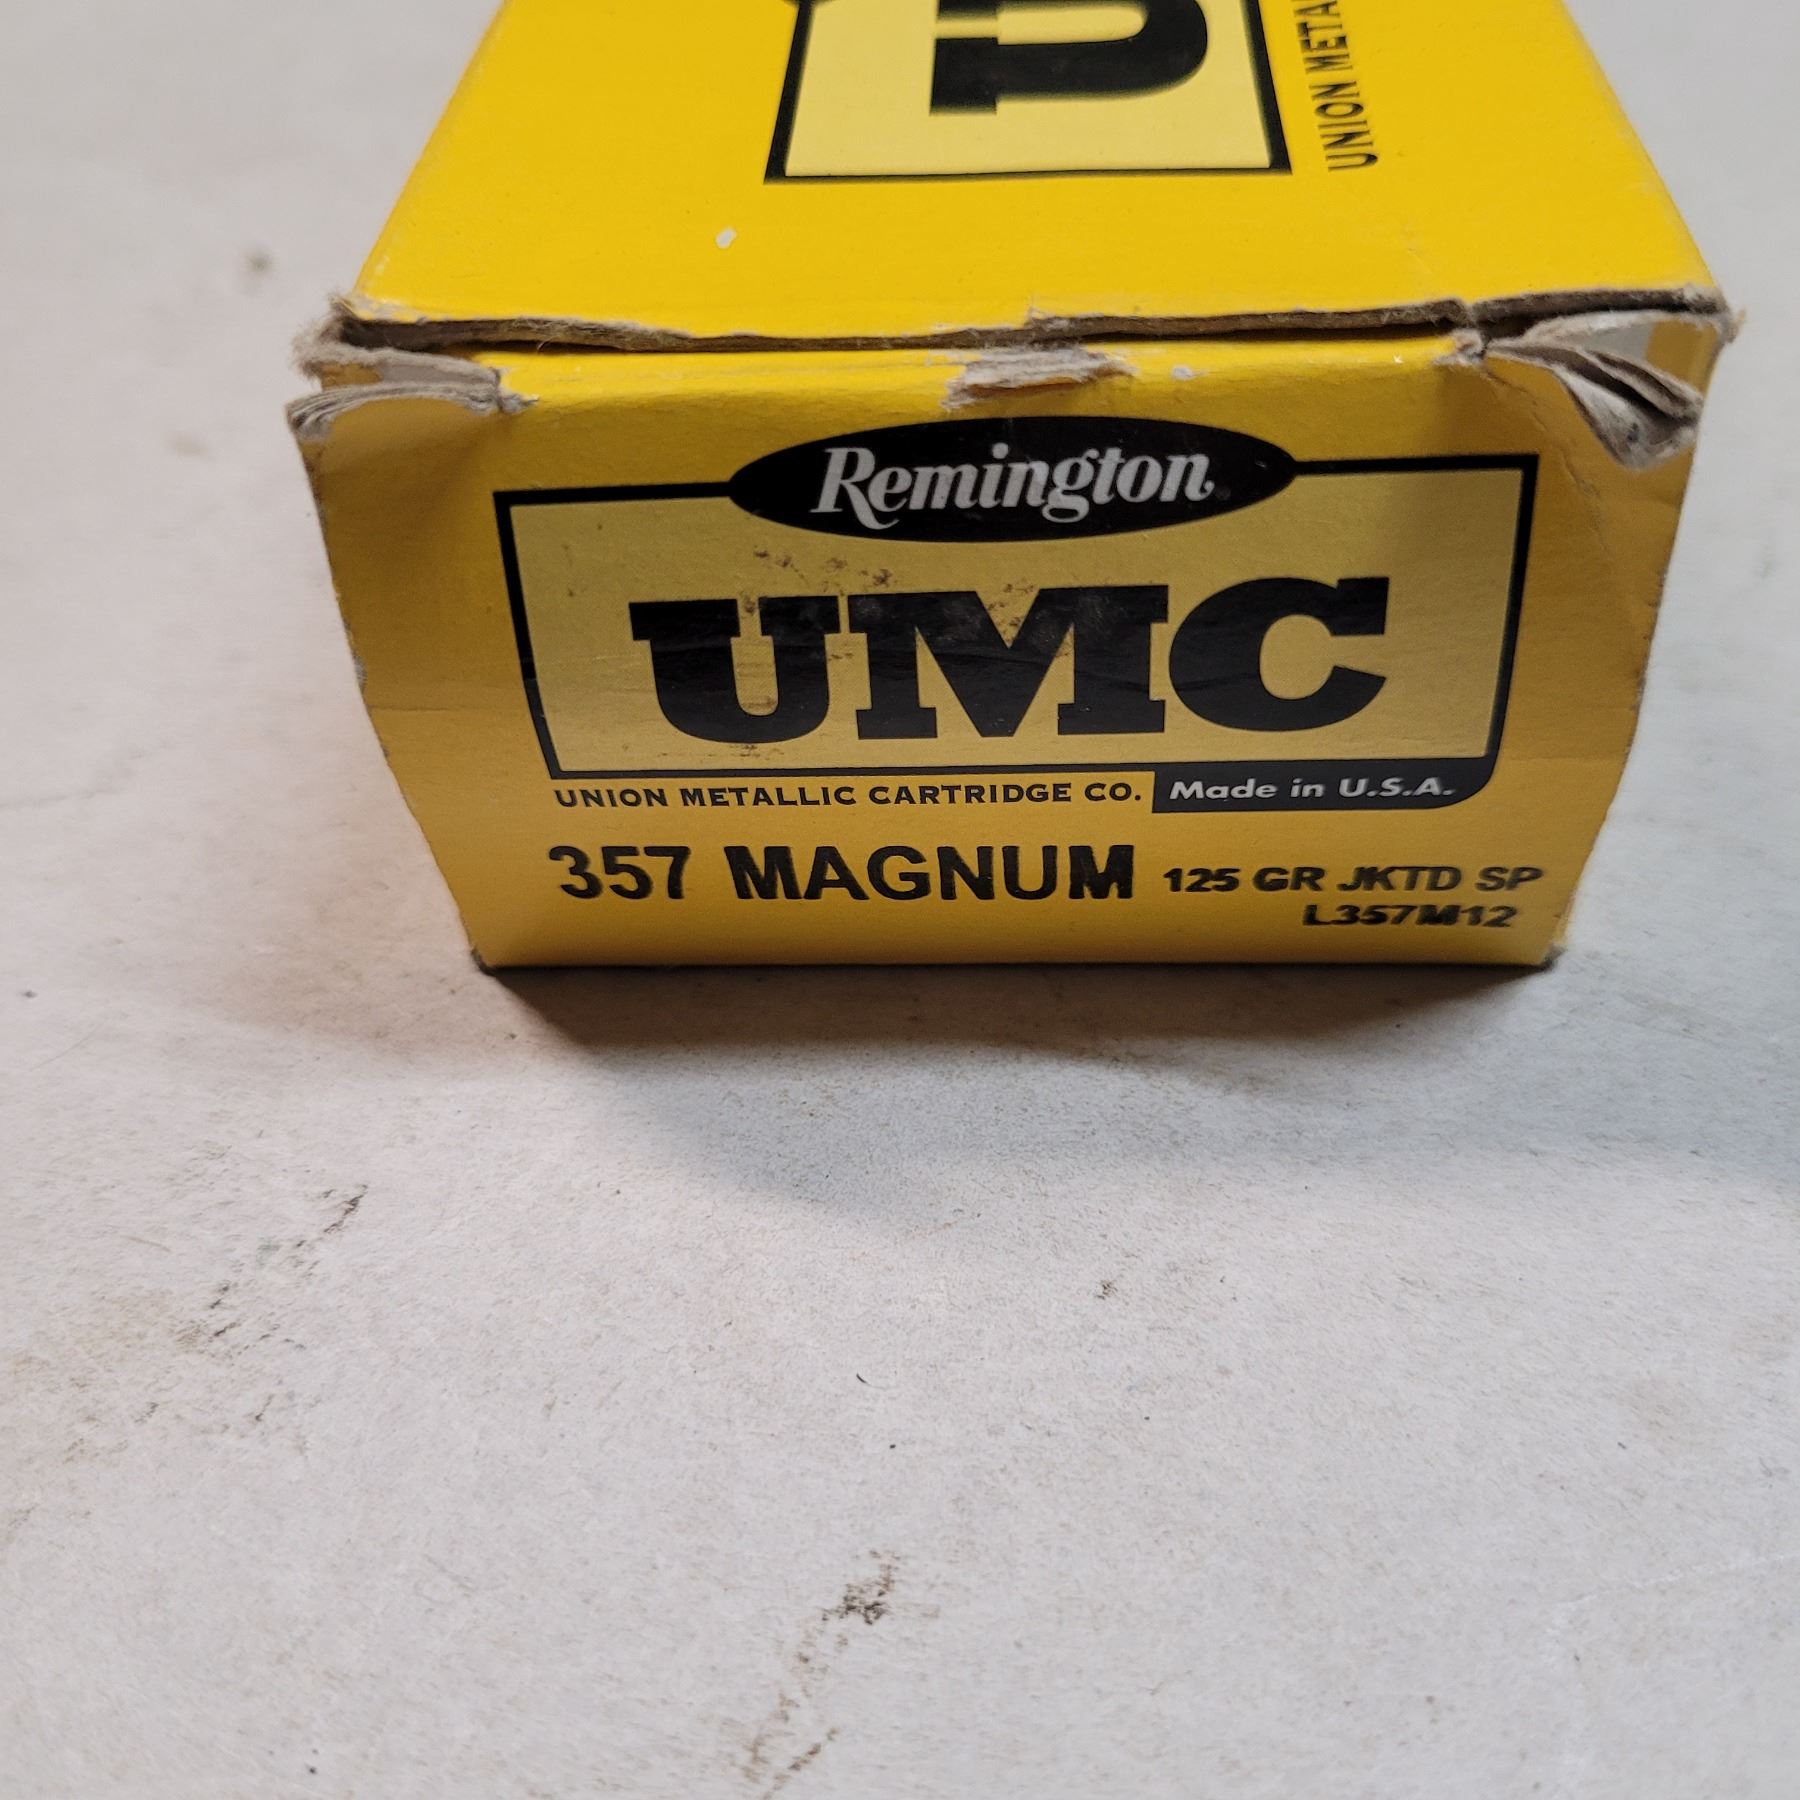 U
UNION META
Remington
UMC
UNION METALLIC CARTRIDGE CO. Made in U.S.A.
357 MAGNUM 125 GR JKTD SP
L357M12